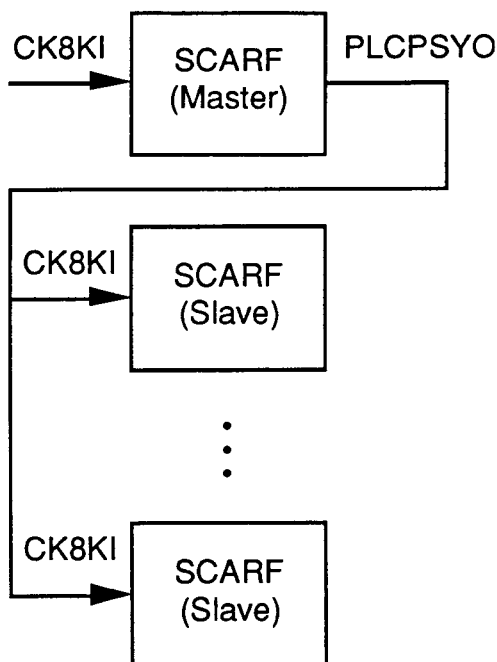 CK8KI
SCARF
(Master)
PLCPSYO
CK8KI
SCARF
(Slave)
CK8KI
SCARF
(Slave)